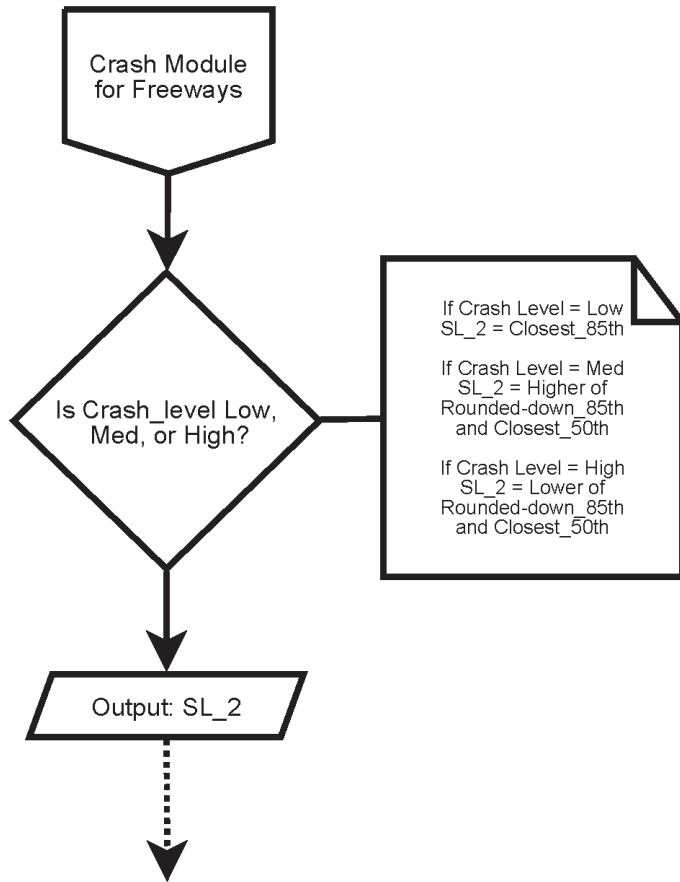 Crash Module
for Freeways
Is Crash_level Low,
Med, or High?
If Crash Level = Low
SL_2 = Closest_85th
If Crash Level = Med
SL_2 = Higher of
Rounded-down_85th
and Closest_50th
If Crash Level = High
SL_2 = Lower of
Rounded-down_85th
and Closest_50th
Output: SL_2